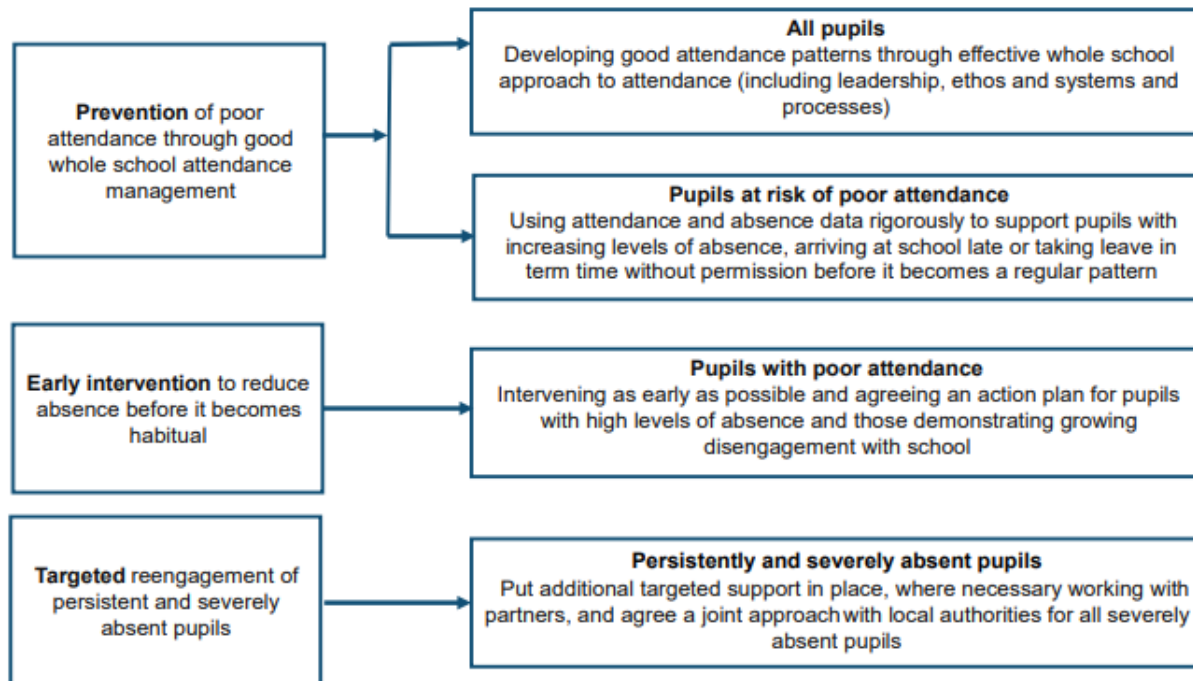 Prevention of poor
attendance through good
whole school attendance
management
All pupils
Developing good attendance patterns through effective whole school
approach to attendance (including leadership, ethos and systems and
processes)
Pupils at risk of poor attendance
Using attendance and absence data rigorously to support pupils with
increasing levels of absence, arriving at school late or taking leave in
term time without permission before it becomes a regular pattern
Early intervention to reduce
absence before it becomes
habitual
Pupils with poor attendance
Intervening as early as possible and agreeing an action plan for pupils
with high levels of absence and those demonstrating growing
disengagement with school
Targeted reengagement of
persistent and severely
absent pupils
Persistently and severely absent pupils
Put additional targeted support in place, where necessary working with
partners, and agree a joint approach with local authorities for all severely
absent pupils